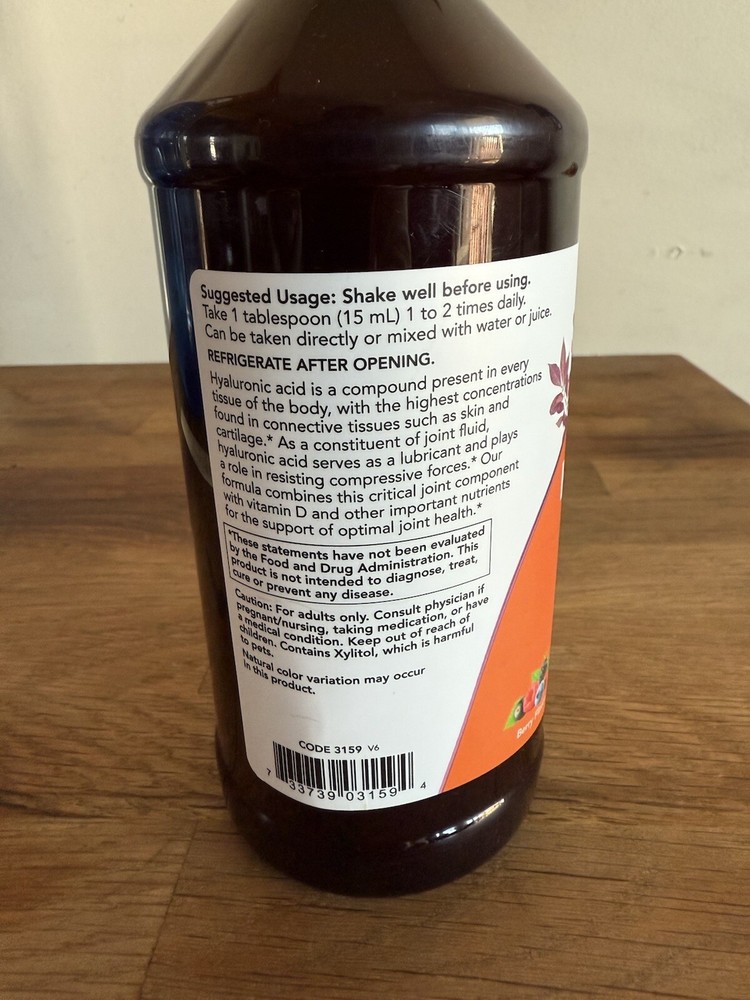 Suggested Usage: Shake well before using.
Take 1 tablespoon (15 mL) 1 to 2 times daily.
Can be taken directly or mixed with water or juice.
REFRIGERATE AFTER OPENING.
Hyaluronic acid is a compound present in every
tissue of the body, with the highest concentrations
found in connective tissues such as skin and
cartilage.* As a constituent of joint fluid,
hyaluronic acid serves as a lubricant and plays
a role in resisting compressive forces.* Our
formula combines this critical joint component
with vitamin D and other important nutrients
for the support of optimal joint health.*
*These statements have not been evaluated
by the Food and Drug Administration. This
product is not intended to diagnose, treat,
cure or prevent any disease.
Caution: For adults only. Consult physician if
pregnant/nursing, taking medication, or have
a medical condition. Keep out of reach of
children. Contains Xylitol, which is harmful
to pets.
Natural color variation may occur
in this product.
CODE 3159 V6
7 33739 03159 4
Berry